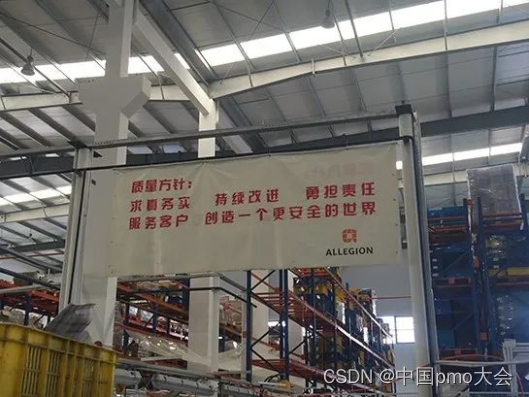 质量方针：
求真务实 持续改进 勇担责任
服务客户 创造一个更安全的世界
ALLEGION
CSDN @中国pmo大会